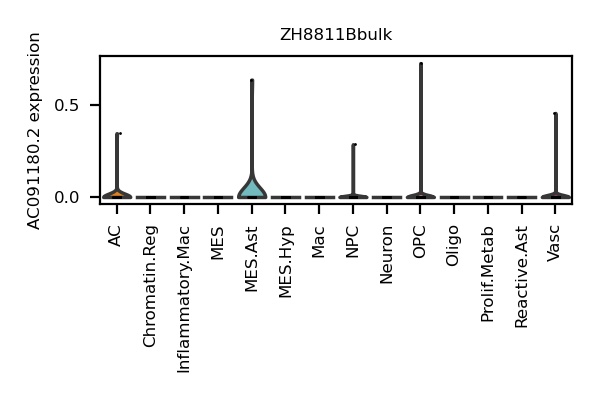 ZH8811Bbulk
AC091180.2 expression
0.5
0.0
AC
Chromatin.Reg
Inflammatory.Mac
MES
MES.Ast
MES.Hyp
Mac
NPC
Neuron
OPC
Oligo
Prolif.Metab
Reactive.Ast
Vasc